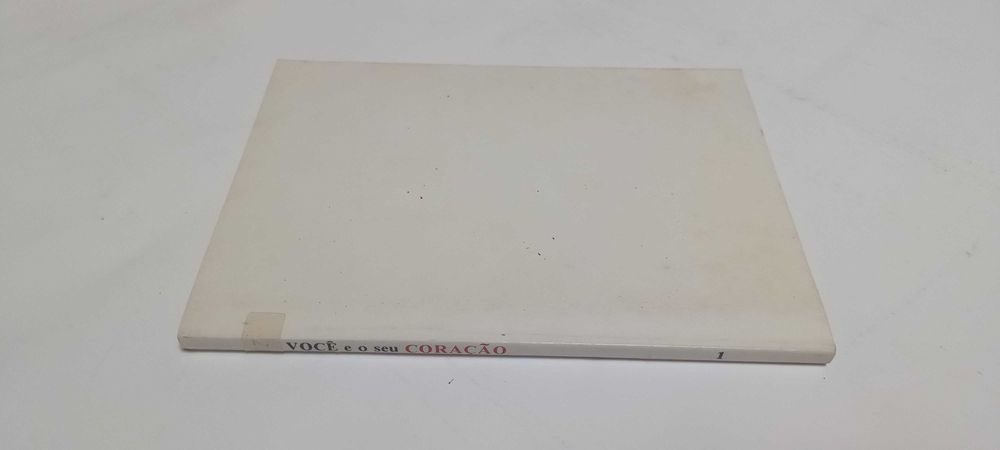 VOCÊ e o seu CORAÇÃO 1